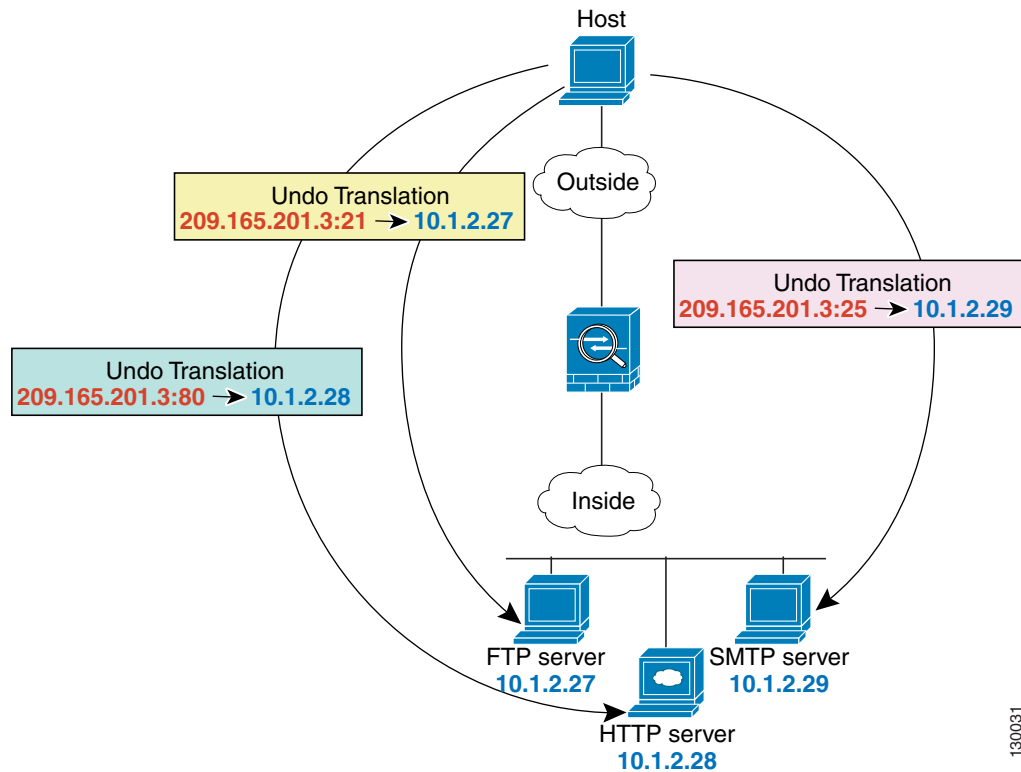 Host
Outside
Undo Translation
209.165.201.3:21 → 10.1.2.27
Undo Translation
209.165.201.3:25 → 10.1.2.29
Undo Translation
209.165.201.3:80 → 10.1.2.28
Inside
FTP server
10.1.2.27
SMTP server
10.1.2.29
HTTP server
10.1.2.28
130031